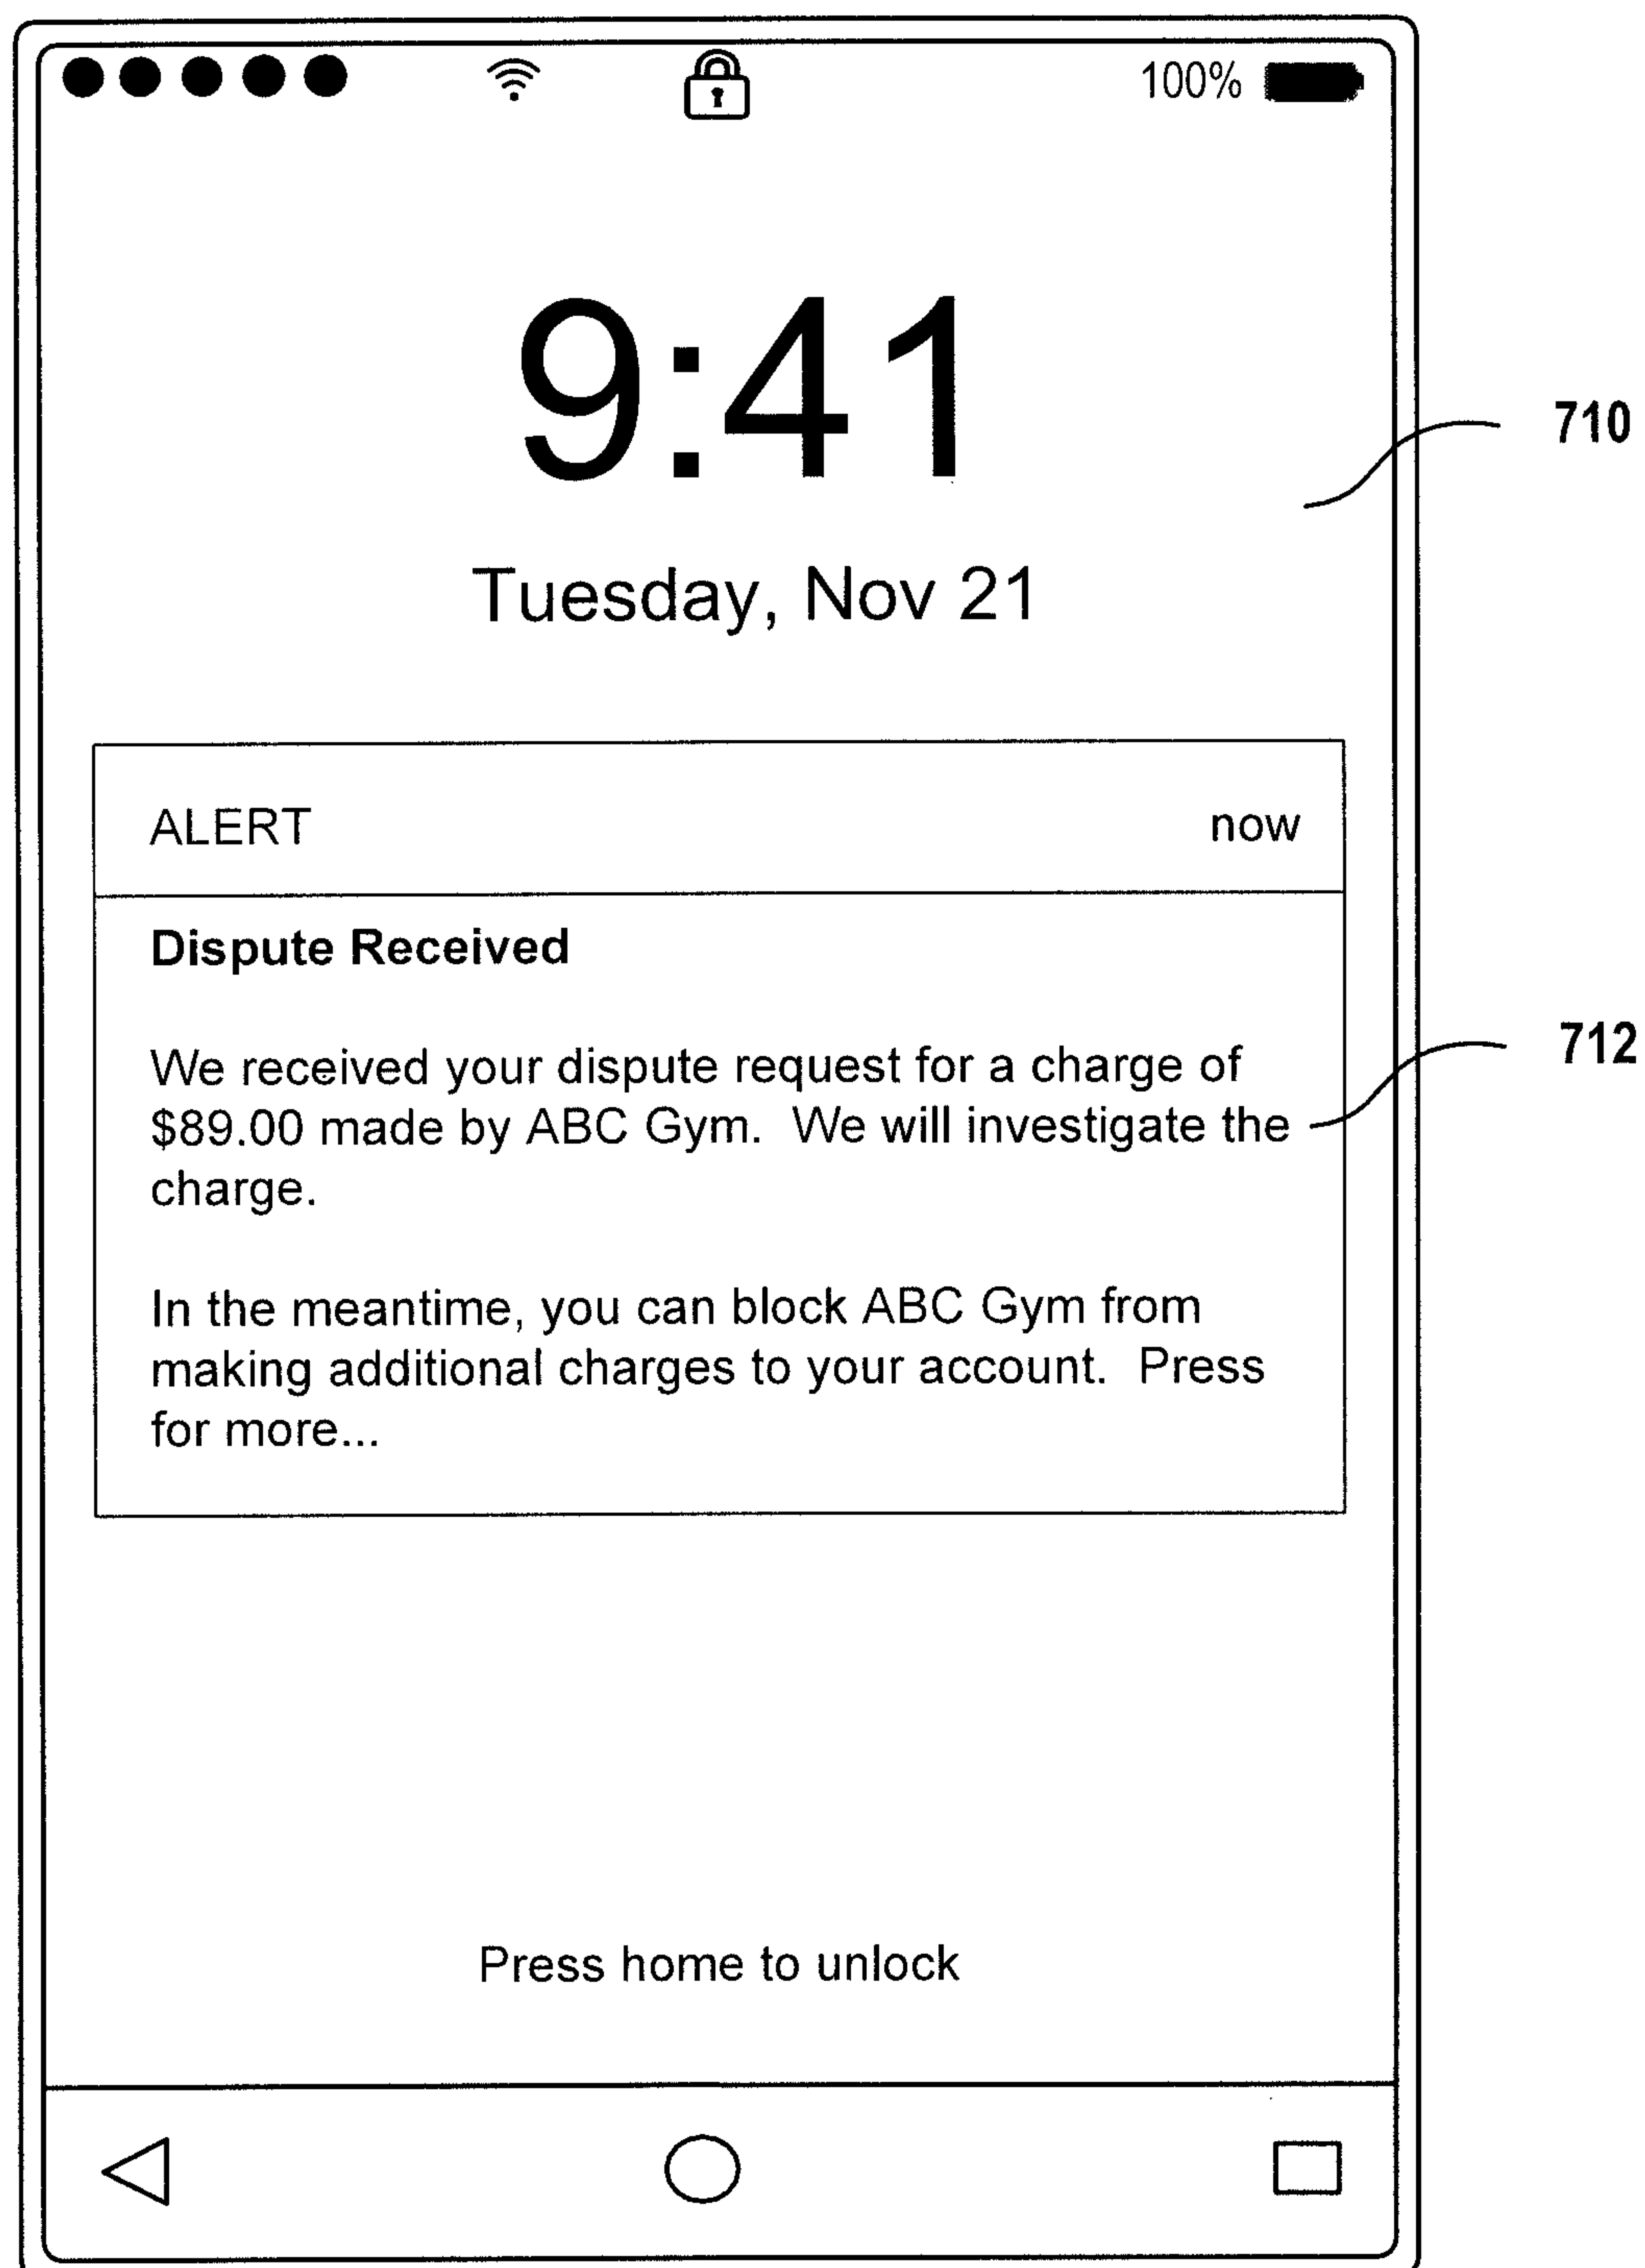 100%
9:41
710
Tuesday, Nov 21
ALERT now
Dispute Received
We received your dispute request for a charge of
712
$89.00 made by ABC Gym.  We will investigate the
charge.
In the meantime, you can block ABC Gym from
making additional charges to your account.  Press
for more...
Press home to unlock